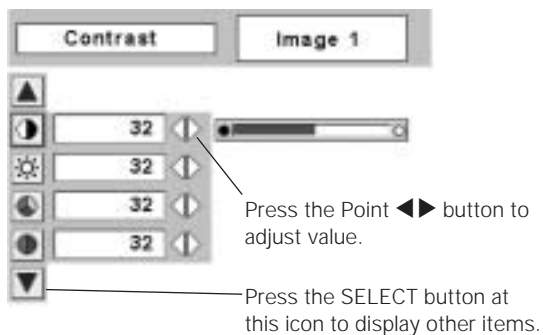 Contrast
Image 1
32
32
32
32
Press the Point ◀▶ button to
adjust value.
Press the SELECT button at
this icon to display other items.